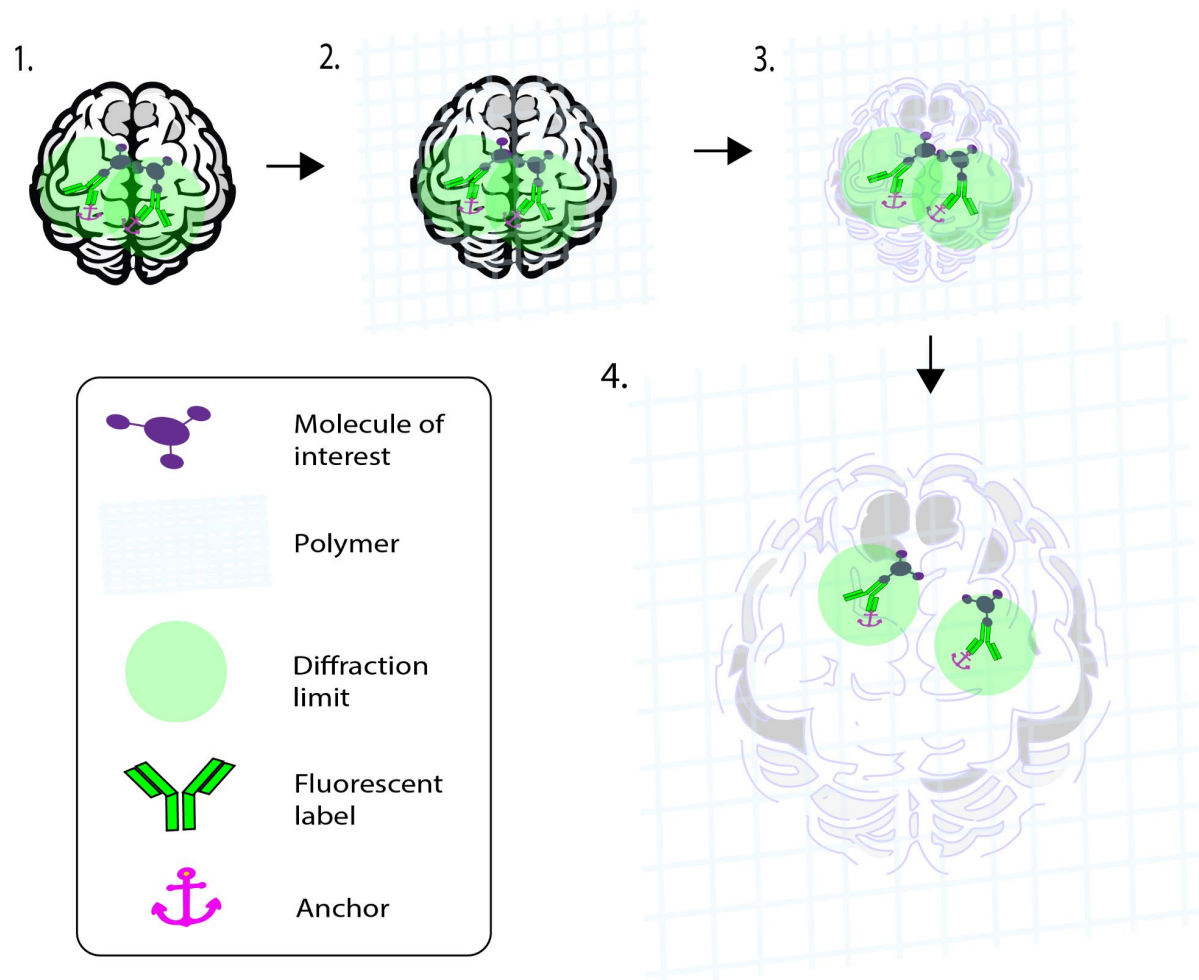 1.
2.
3.
4.
Molecule of
interest
Polymer
Diffraction
limit
Fluorescent
label
Anchor